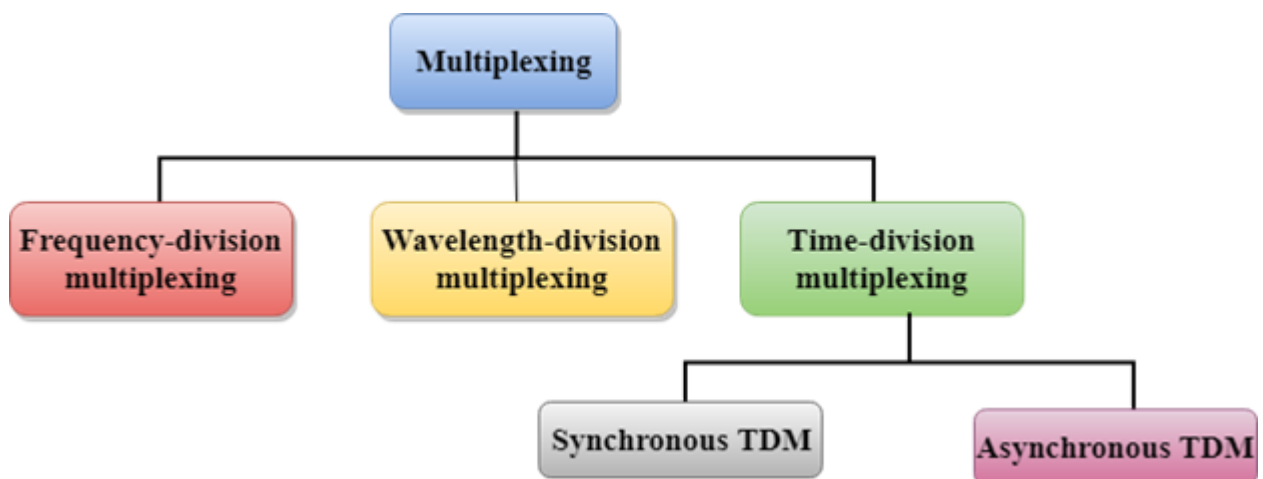 Multiplexing
Frequency-division
multiplexing
Wavelength-division
multiplexing
Time-division
multiplexing
Synchronous TDM
Asynchronous TDM